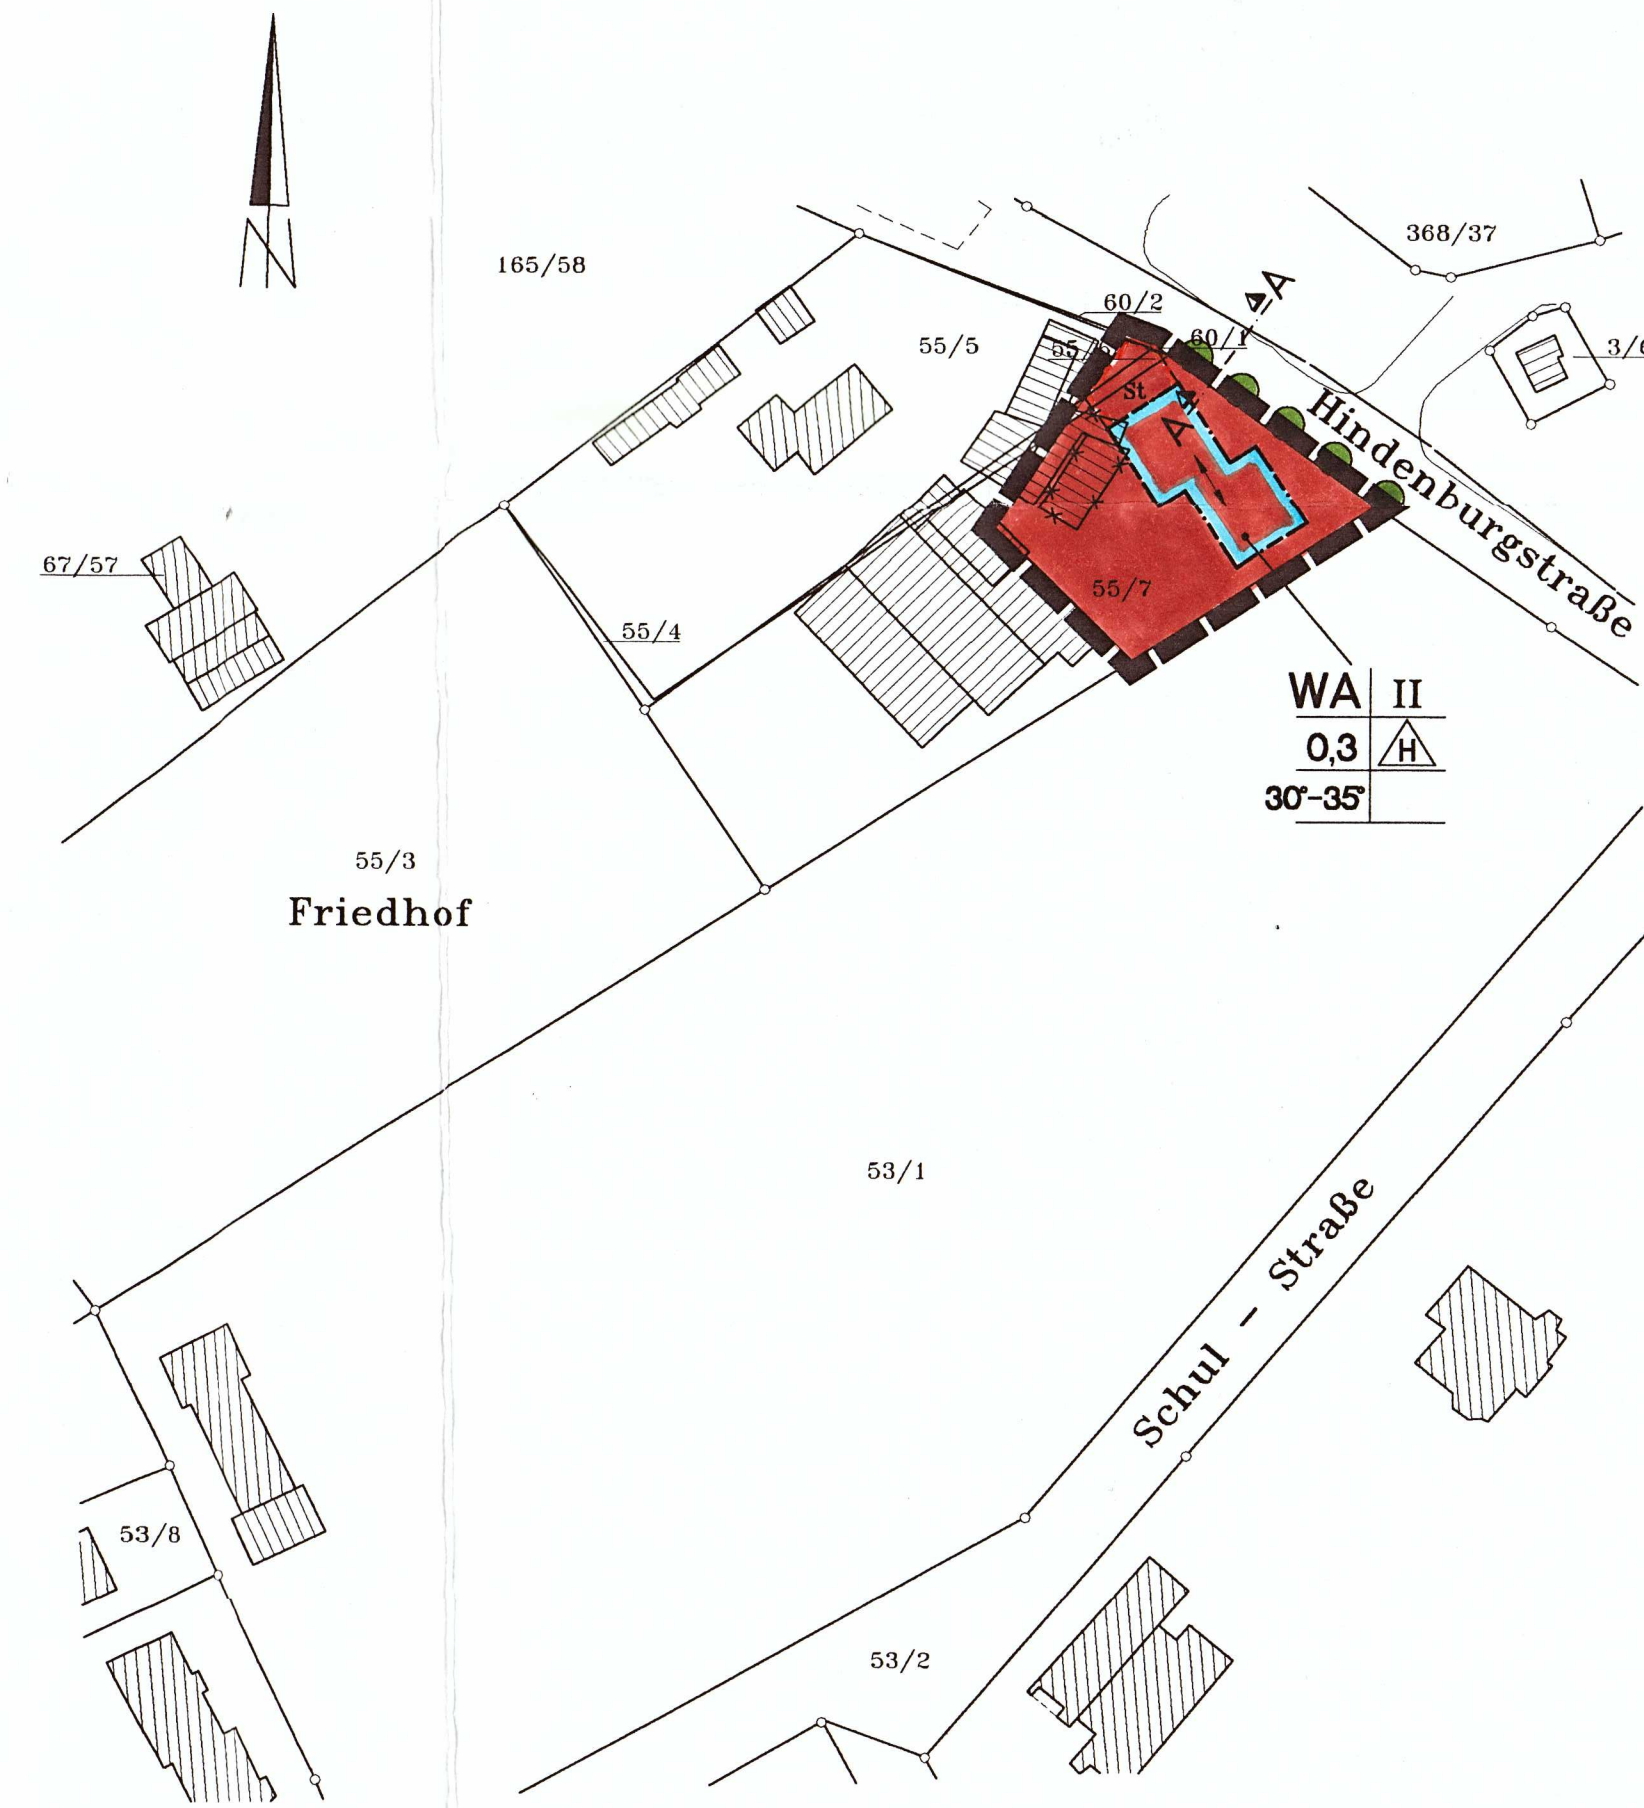 N
165/58
368/37
A
60/2
60/1
55/5
55
3/6
St
A
Hindenburgstraße
67/57
55/7
55/4
WA II
0,3 H
30°-35°
55/3
Friedhof
53/1
Schul - Straße
53/8
53/2